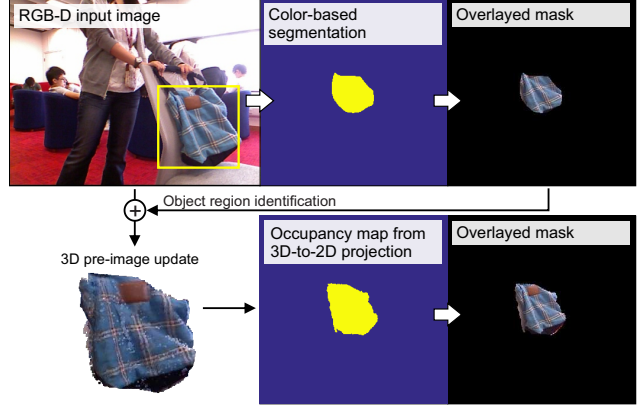 RGB-D input image
Color-based
segmentation
Overlayed mask
Object region identification
3D pre-image update
Occupancy map from
3D-to-2D projection
Overlayed mask